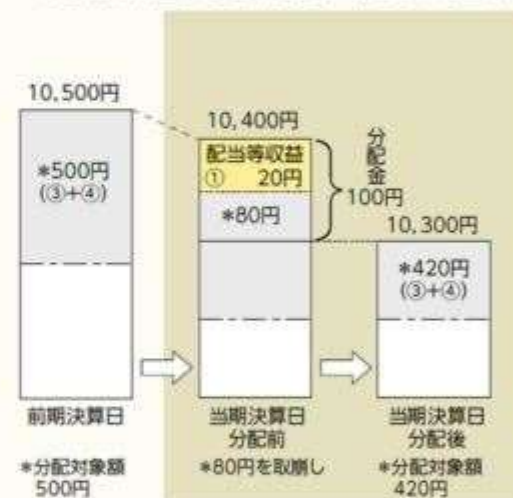 10,500円
*500円
(③+④)
前期決算日
*分配対象額
500円
10,400円
配当等収益
① 20円
*80円
分配金
100円
当期決算日
分配前
*80円を取崩し
10,300円
*420円
(③+④)
当期決算日
分配後
*分配対象額
420円